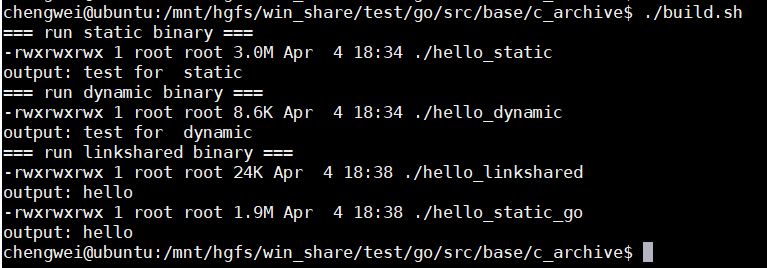 chengwei@ubuntu:/mnt/hgfs/win_share/test/go/src/base/c_archive$ ./build.sh
=== run static binary ===
-rwxrwxrwx 1 root root 3.0M Apr  4 18:34 ./hello_static
output: test for  static
=== run dynamic binary ===
-rwxrwxrwx 1 root root 8.6K Apr  4 18:34 ./hello_dynamic
output: test for  dynamic
=== run linkshared binary ===
-rwxrwxrwx 1 root root 24K Apr  4 18:38 ./hello_linkshared
output: hello
-rwxrwxrwx 1 root root 1.9M Apr  4 18:38 ./hello_static_go
output: hello
chengwei@ubuntu:/mnt/hgfs/win_share/test/go/src/base/c_archive$